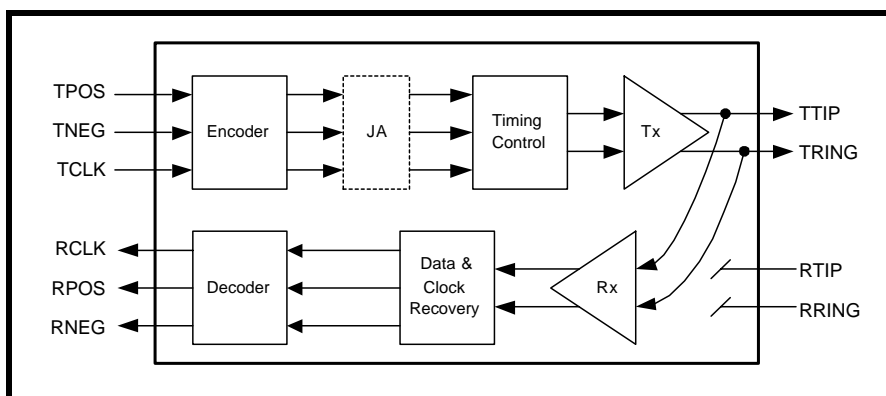 TPOS
TNEG
TCLK
Encoder
JA
Timing
Control
Tx
TTIP
TRING
RCLK
RPOS
RNEG
Decoder
Data &
Clock
Recovery
Rx
RTIP
RRING